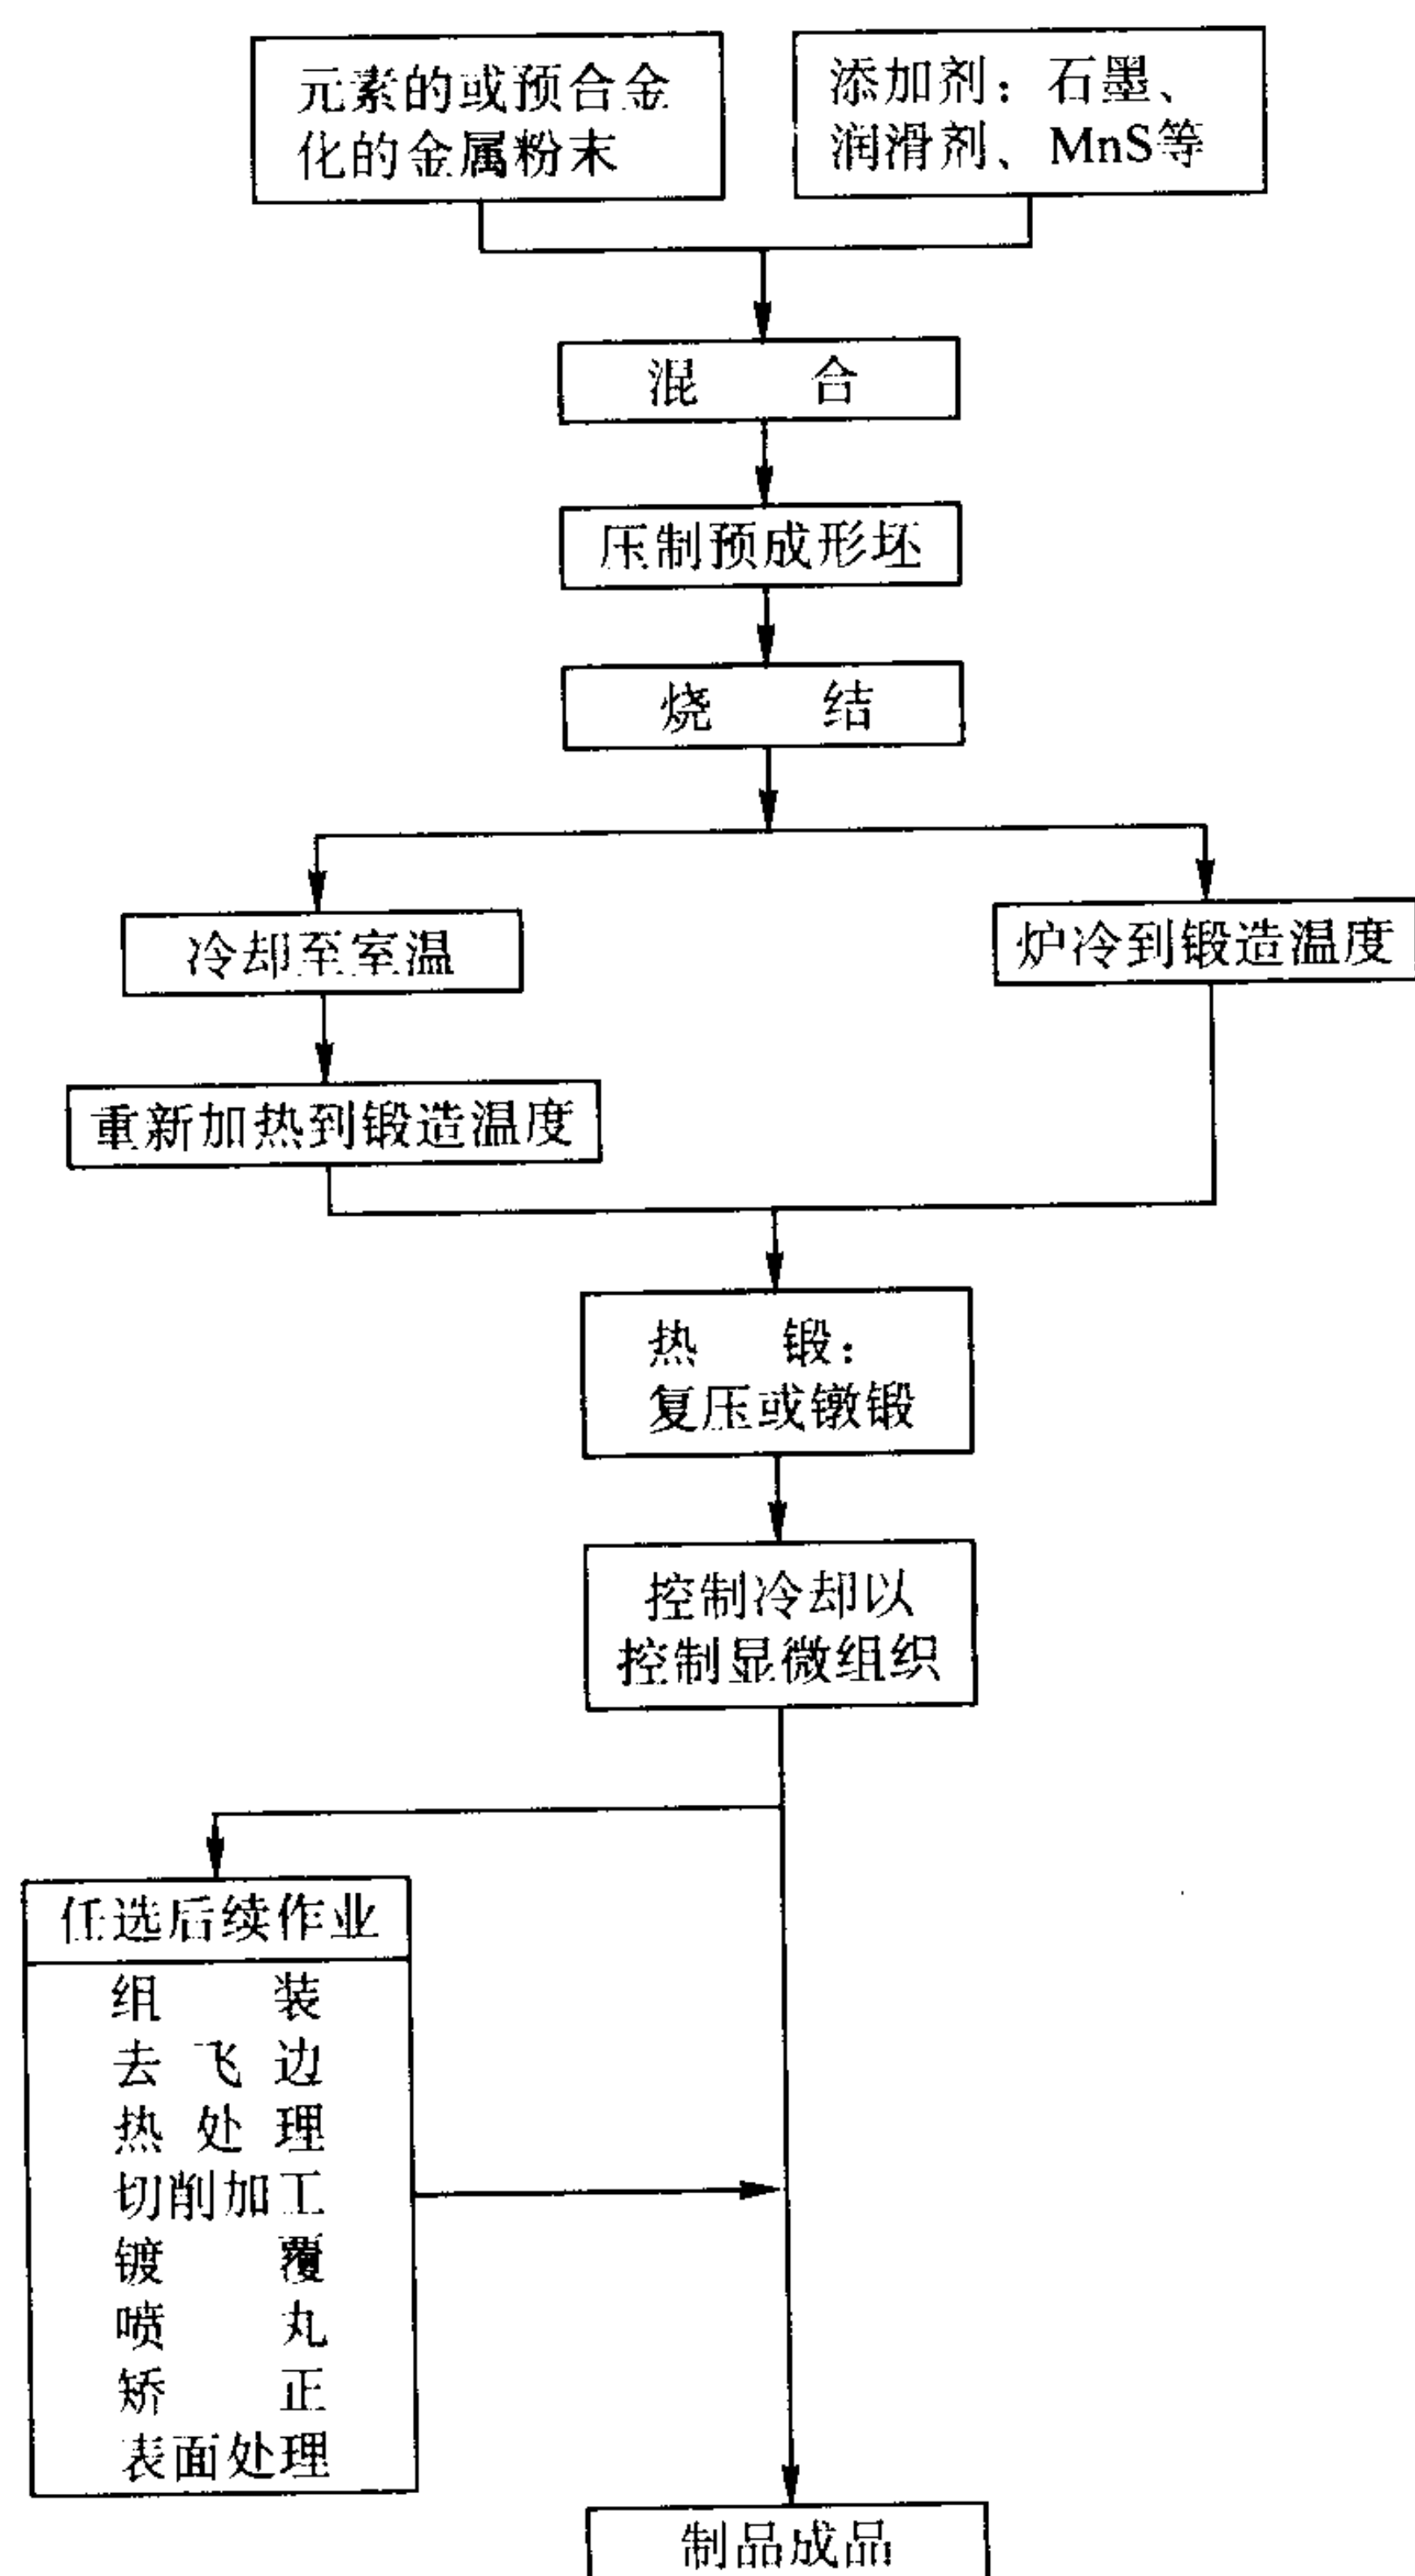 元素的或预合金
化的金属粉末
添加剂：石墨、
润滑剂、MnS等
混 合
压制预成形坯
烧 结
冷却至室温
炉冷到锻造温度
重新加热到锻造温度
热 锻：
复压或镦锻
控制冷却以
控制显微组织
任选后续作业
组 装
去飞边
热处理
切削加工
镀 覆
喷 丸
矫 正
表面处理
制品成品